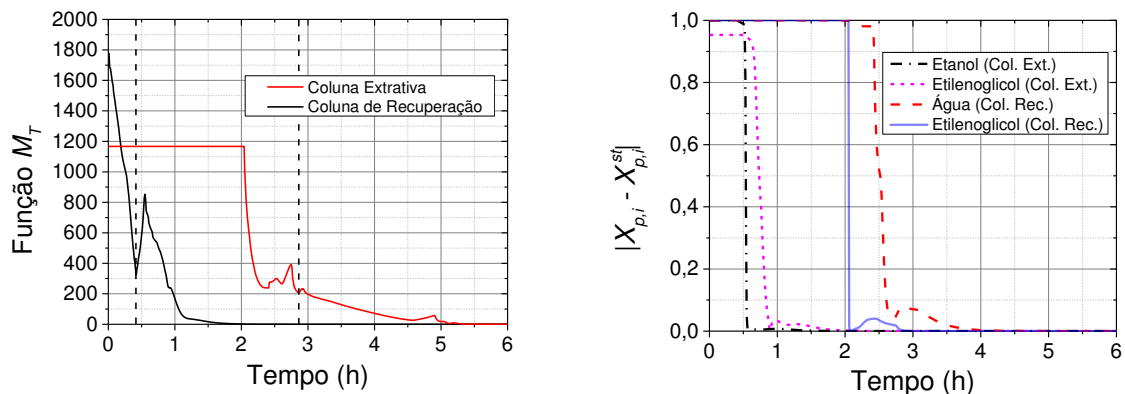 2000
1800
1600
1400
1200
1000
800
600
400
200
0
Função M_T
Coluna Extrativa
Coluna de Recuperação
0 1 2 3 4 5 6
Tempo (h)
1,0
0,8
0,6
0,4
0,2
0,0
|X_{p,i} - X_{p,i}^{st}|
Etanol (Col. Ext.)
Etilenoglicol (Col. Ext.)
Água (Col. Rec.)
Etilenoglicol (Col. Rec.)
0 1 2 3 4 5 6
Tempo (h)